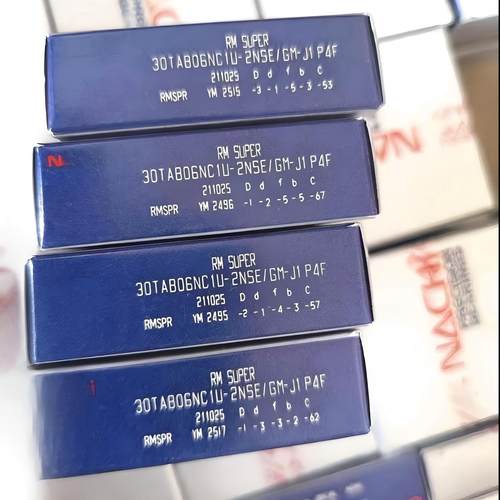 RM SUPER
30TAB06NC1U-2NSE/GM-J1 P4F
211025 D d f b C
RMSPR YM 2515 -3 -1 -5 -3 -53
N
RM SUPER
30TAB06NC1U-2NSE/GM-J1 P4F
211025 D d f b C
RMSPR YM 2496 -1 -2 -5 -5 -67
RM SUPER
30TAB06NC1U-2NSE/GM-J1 P4F
211025 D d f b C
RMSPR YM 2495 -2 -1 -4 -3 -57
RM SUPER
30TAB06NC1U-2NSE/GM-J1 P4F
211025 D d f b C
RMSPR YM 2517 -1 -3 -3 -2 -62
NACHI